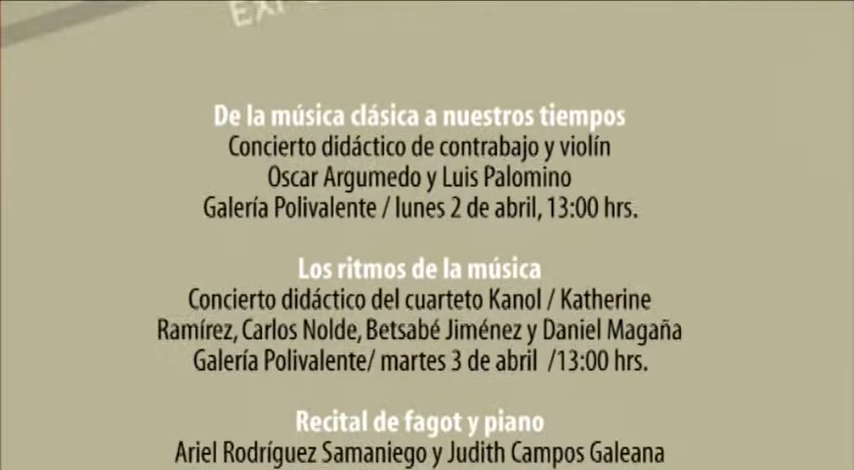 De la música clásica a nuestros tiempos
Concierto didáctico de contrabajo y violín
Oscar Argumedo y Luis Palomino
Galería Polivalente / lunes 2 de abril, 13:00 hrs.
Los ritmos de la música
Concierto didáctico del cuarteto Kanol / Katherine
Ramírez, Carlos Nolde, Betsabé Jiménez y Daniel Magaña
Galería Polivalente/ martes 3 de abril /13:00 hrs.
Recital de fagot y piano
Ariel Rodríguez Samaniego y Judith Campos Galeana